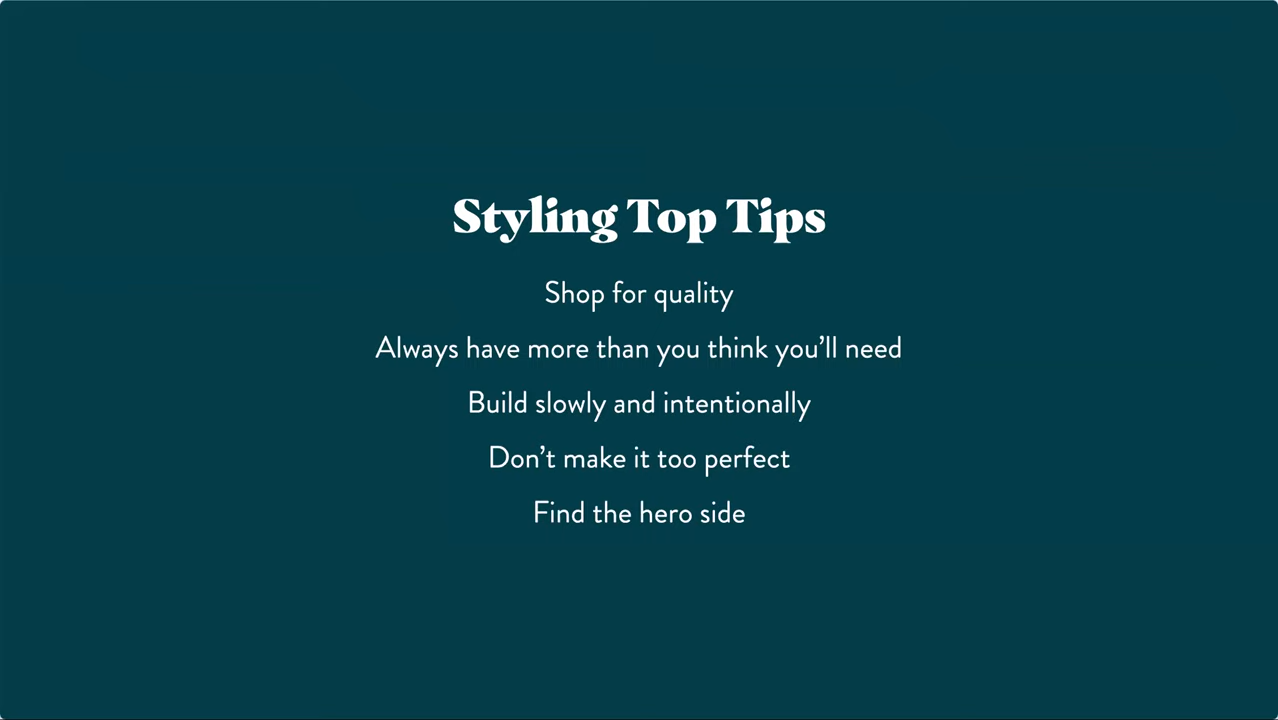 Styling Top Tips
Shop for quality
Always have more than you think you’ll need
Build slowly and intentionally
Don’t make it too perfect
Find the hero side